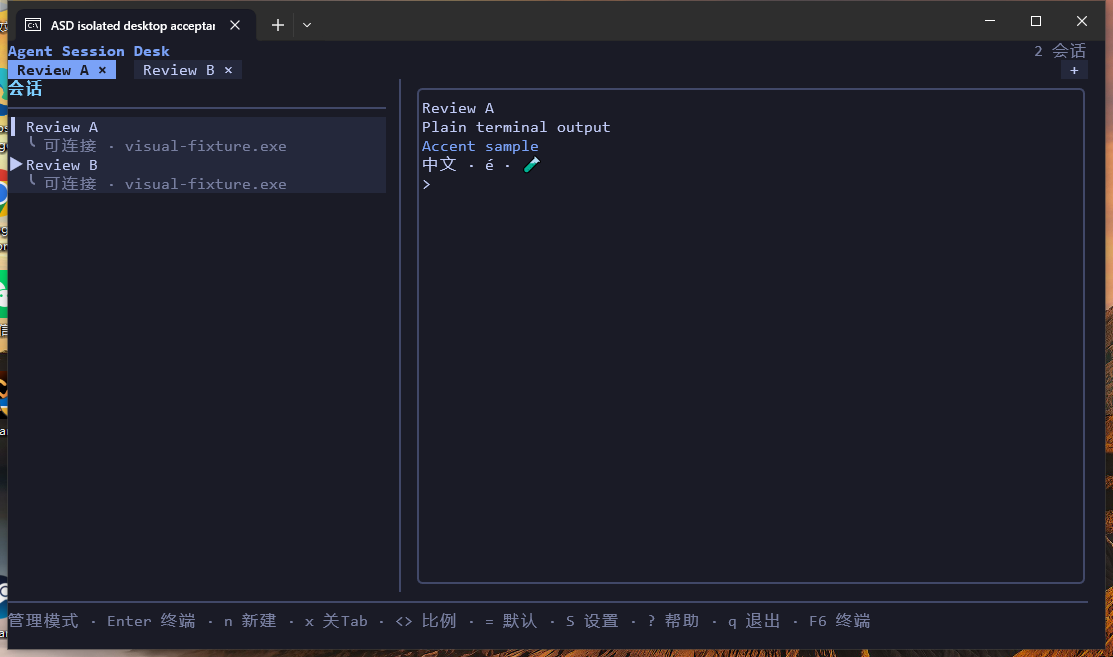 ASD isolated desktop acceptar
Agent Session Desk 2 会话
Review A × Review B × +
会话
Review A
可连接 · visual-fixture.exe
Review B
可连接 · visual-fixture.exe
Review A
Plain terminal output
Accent sample
中文 · é · 🧪
>
管理模式 · Enter 终端 · n 新建 · x 关Tab · <> 比例 · = 默认 · S 设置 · ? 帮助 · q 退出 · F6 终端